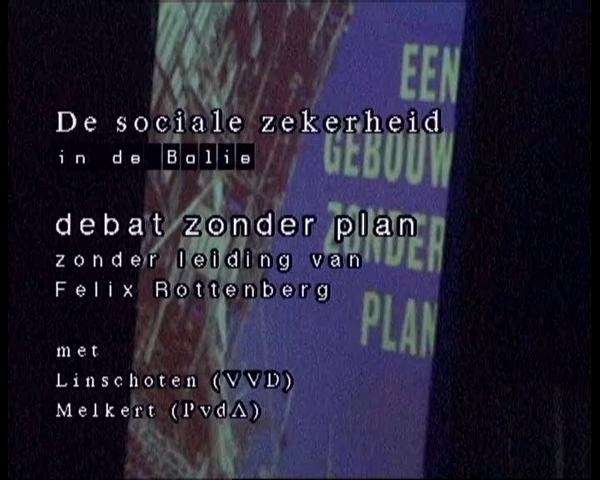 De sociale zekerheid
in de Balie
debat zonder plan
zonder leiding van
Felix Rottenberg
met
Linschoten (VVD)
Melkert (PvdA)
EEN
GEBOUW
ZONDER
PLAN